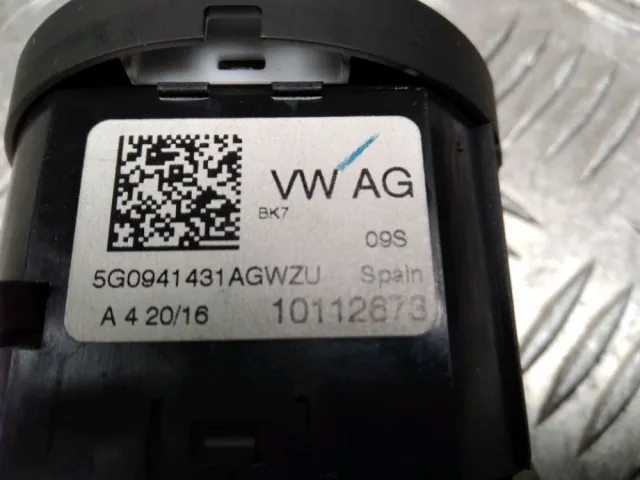 VW AG
BK7
09S
5G0941431AGWZU Spain
A 4 20/16 10112673